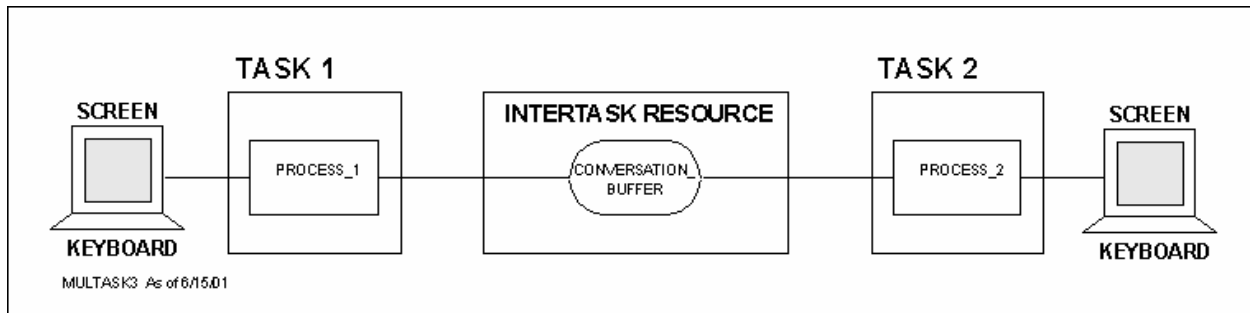 TASK 1
TASK 2
SCREEN
INTERTASK RESOURCE
SCREEN
PROCESS_1
CONVERSATION_
BUFFER
PROCESS_2
KEYBOARD
KEYBOARD
MULTASK3 As of 6/15/01